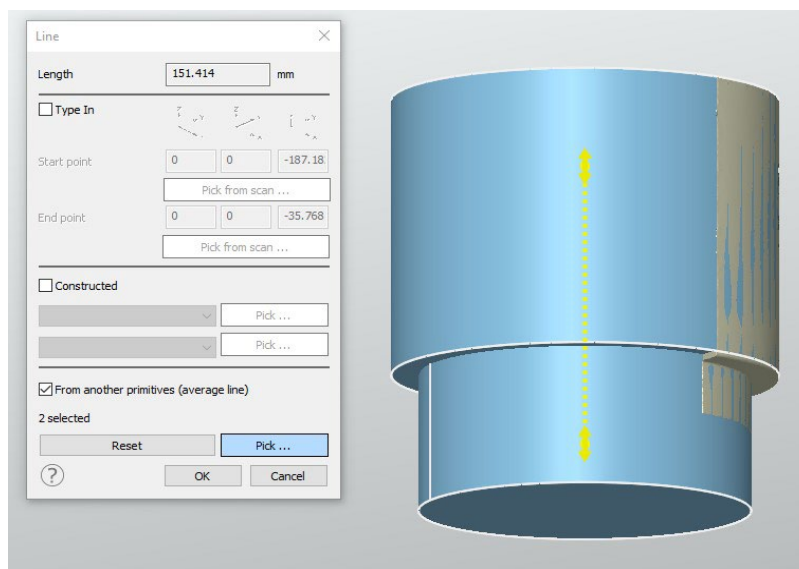 Line
Length 151.414 mm
Type In
Start point 0 0 -187.18
Pick from scan ...
End point 0 0 -35.768
Pick from scan ...
Constructed
Pick ...
Pick ...
From another primitives (average line)
2 selected
Reset Pick ...
? OK Cancel